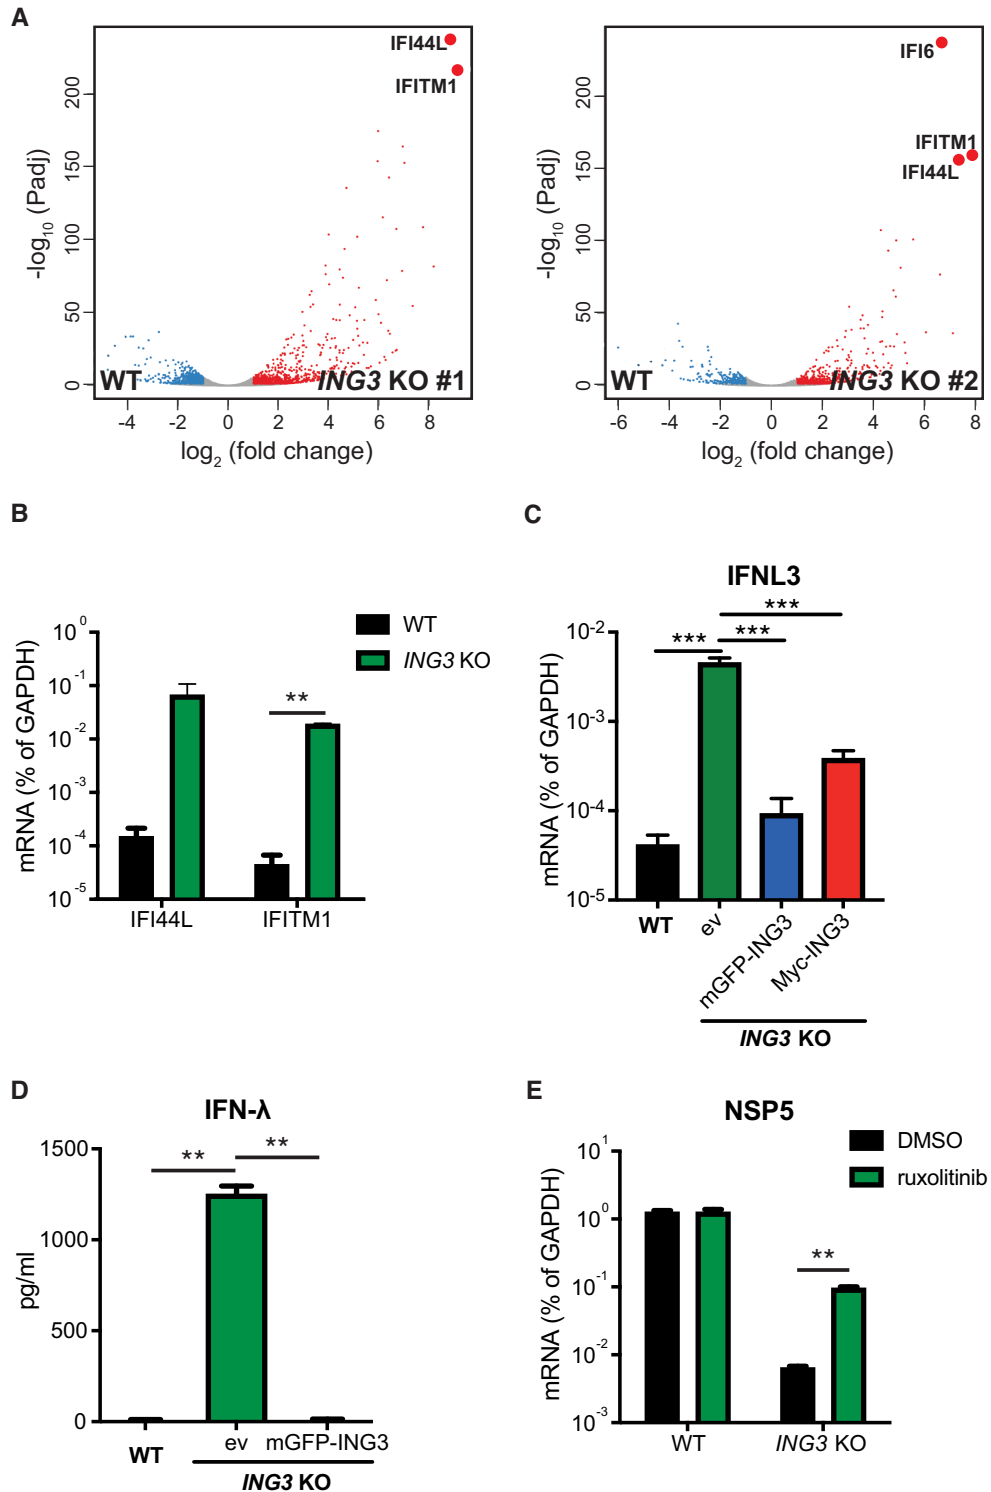 A
IFI44L
IFITM1
-log10 (Padj)
200
150
100
50
0
WT
ING3 KO #1
-4 -2 0 2 4 6 8
log2 (fold change)
IFI6
IFITM1
IFI44L
-log10 (Padj)
200
150
100
50
0
WT
ING3 KO #2
-6 -4 -2 0 2 4 6 8
log2 (fold change)
B
WT
ING3 KO
mRNA (% of GAPDH)
10^0
10^-1
10^-2
10^-3
10^-4
10^-5
**
IFI44L IFITM1
C
IFNL3
mRNA (% of GAPDH)
10^-2
10^-3
10^-4
10^-5
***
*** ***
WT ev mGFP-ING3 Myc-ING3
ING3 KO
D
IFN-λ
pg/ml
1500
1000
500
0
** **
WT ev mGFP-ING3
ING3 KO
E
NSP5
DMSO
ruxolitinib
mRNA (% of GAPDH)
10^1
10^0
10^-1
10^-2
10^-3
**
WT ING3 KO